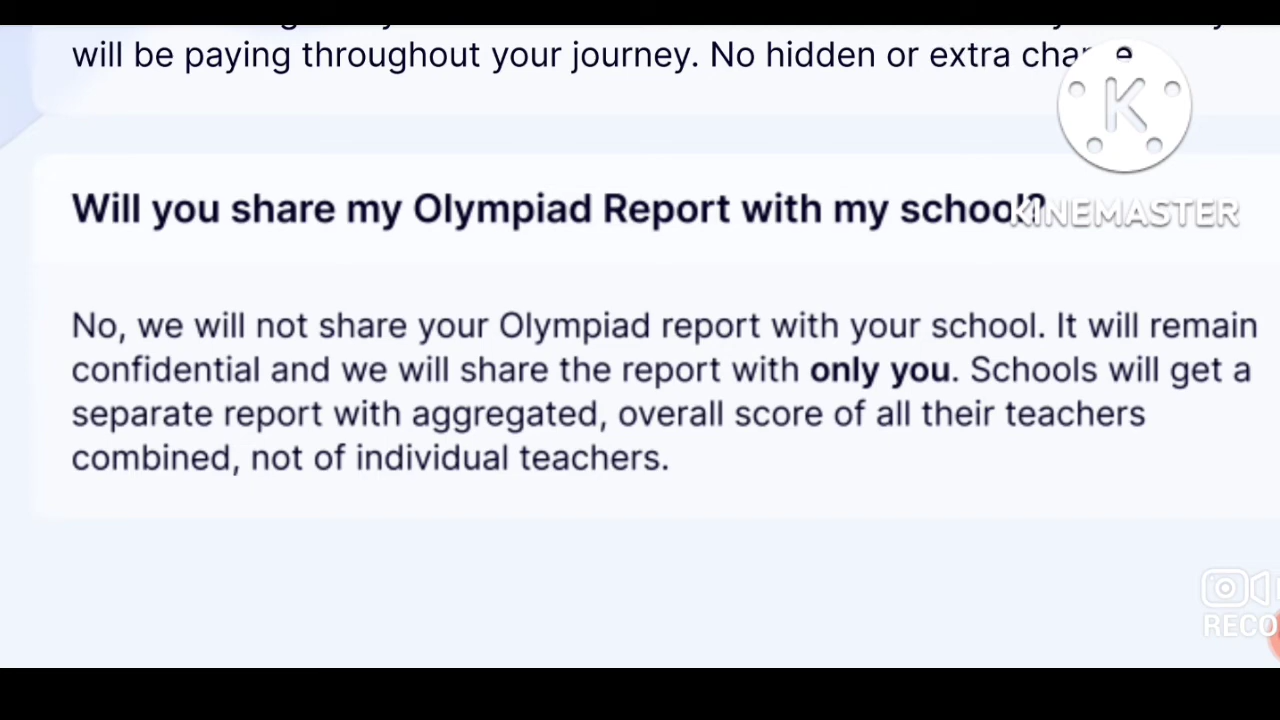 will be paying throughout your journey. No hidden or extra
K
Will you share my Olympiad Report with my school?
KINEMASTER
No, we will not share your Olympiad report with your school. It will remain
confidential and we will share the report with only you. Schools will get a
separate report with aggregated, overall score of all their teachers
combined, not of individual teachers.